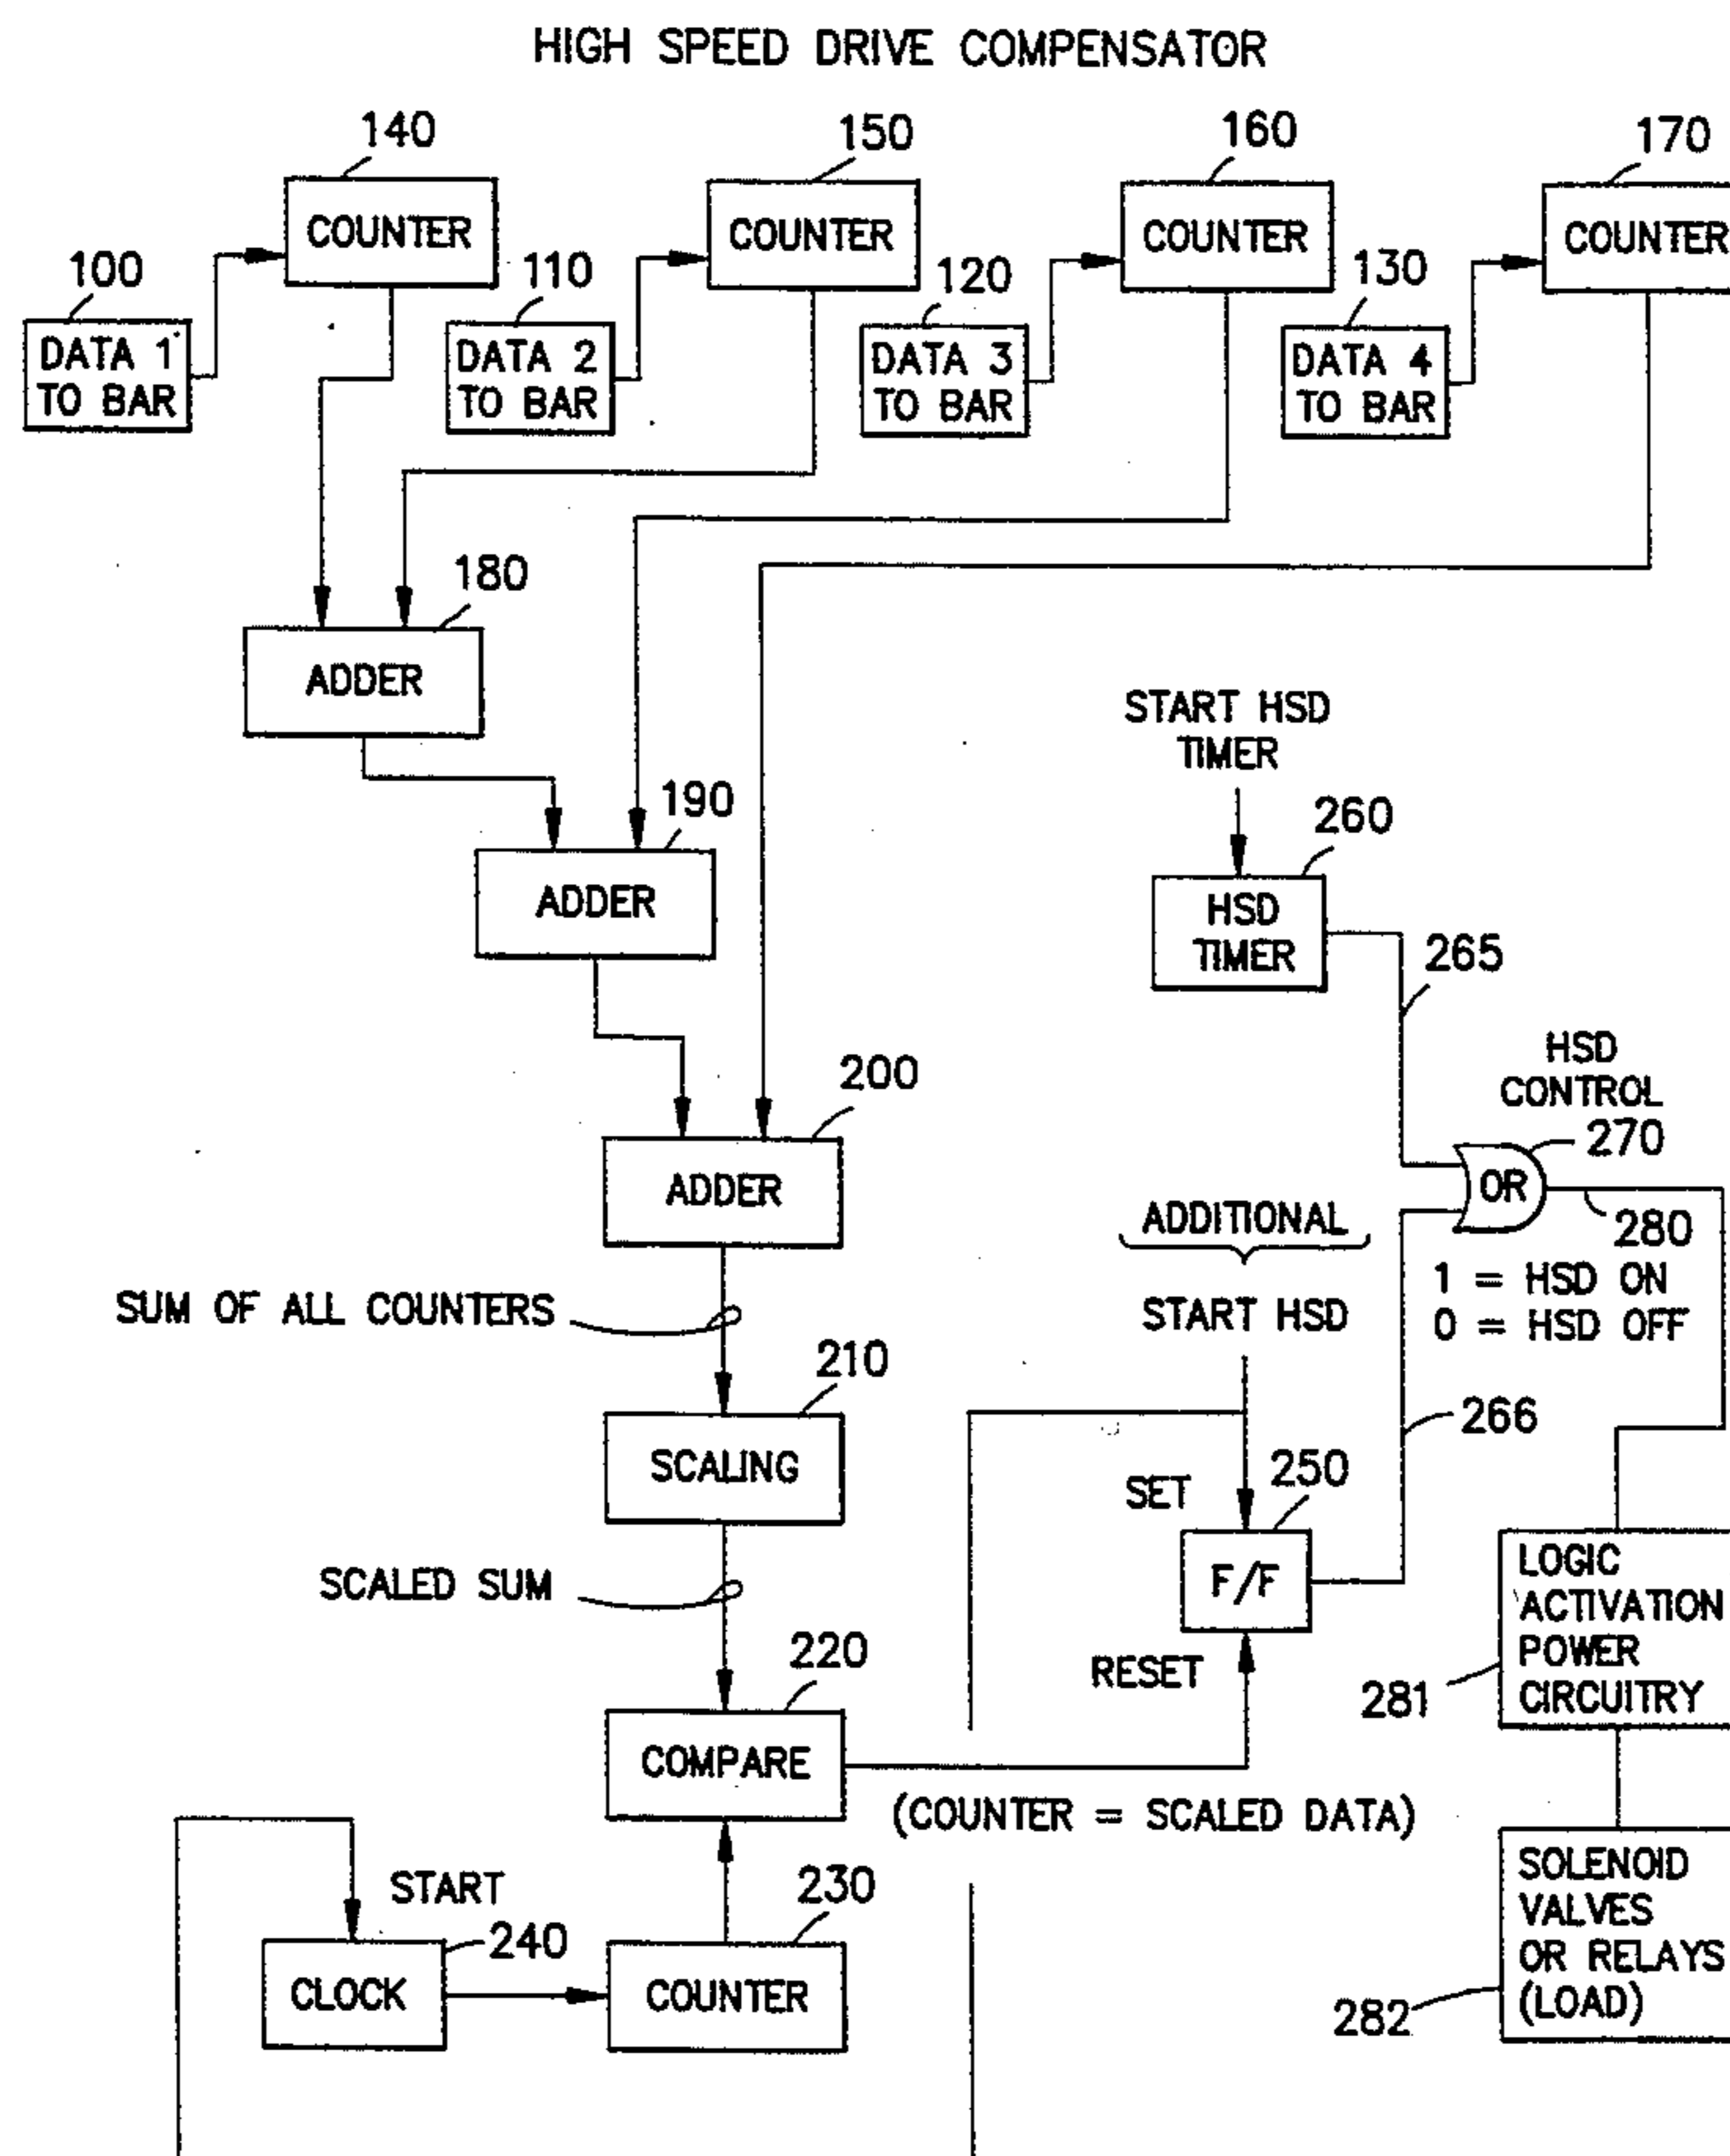 HIGH SPEED DRIVE COMPENSATOR
140
150
160
170
COUNTER
COUNTER
COUNTER
COUNTER
100
110
120
130
DATA 1
TO BAR
DATA 2
TO BAR
DATA 3
TO BAR
DATA 4
TO BAR
180
ADDER
START HSD
TIMER
190
ADDER
260
HSD
TIMER
265
200
ADDER
HSD
CONTROL
270
OR
280
1 = HSD ON
0 = HSD OFF
ADDITIONAL
START HSD
SUM OF ALL COUNTERS
210
SCALING
266
SET
250
F/F
RESET
SCALED SUM
220
COMPARE
(COUNTER = SCALED DATA)
LOGIC
ACTIVATION
POWER
CIRCUITRY
281
START
240
CLOCK
230
COUNTER
SOLENOID
VALVES
OR RELAYS
(LOAD)
282